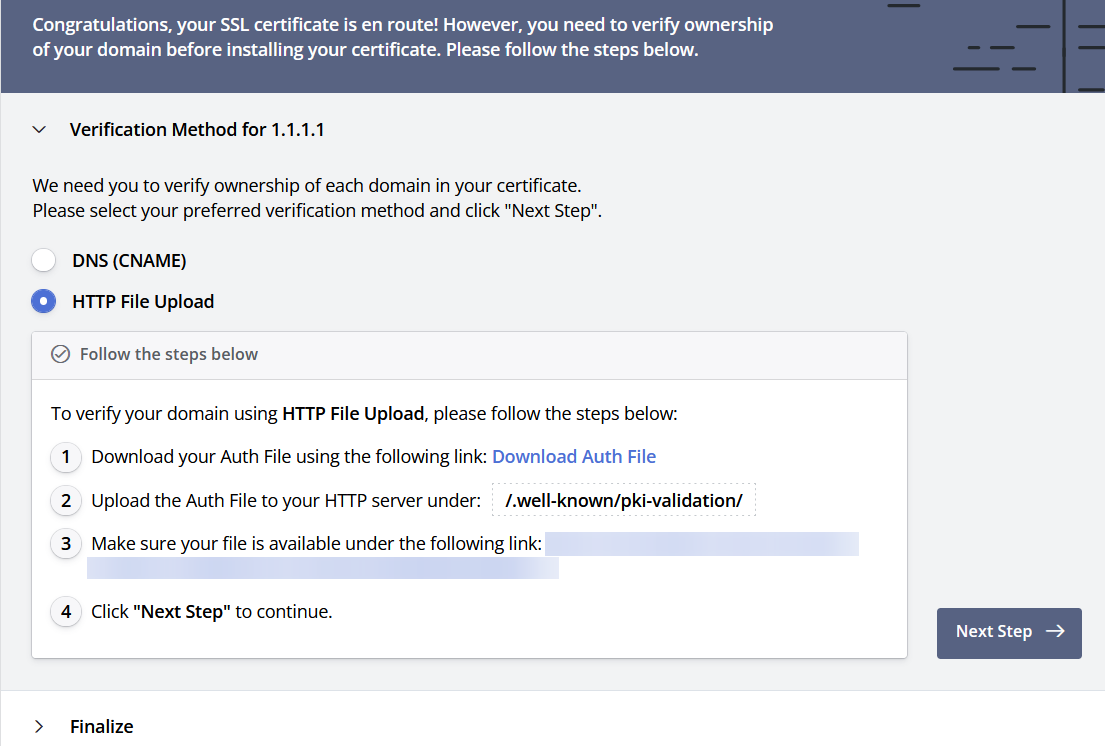 Congratulations, your SSL certificate is en route! However, you need to verify ownership
of your domain before installing your certificate. Please follow the steps below.
Verification Method for 1.1.1.1
We need you to verify ownership of each domain in your certificate.
Please select your preferred verification method and click "Next Step".
DNS (CNAME)
HTTP File Upload
Follow the steps below
To verify your domain using HTTP File Upload, please follow the steps below:
1 Download your Auth File using the following link: Download Auth File
2 Upload the Auth File to your HTTP server under: /.well-known/pki-validation/
3 Make sure your file is available under the following link:
4 Click "Next Step" to continue.
Next Step →
Finalize